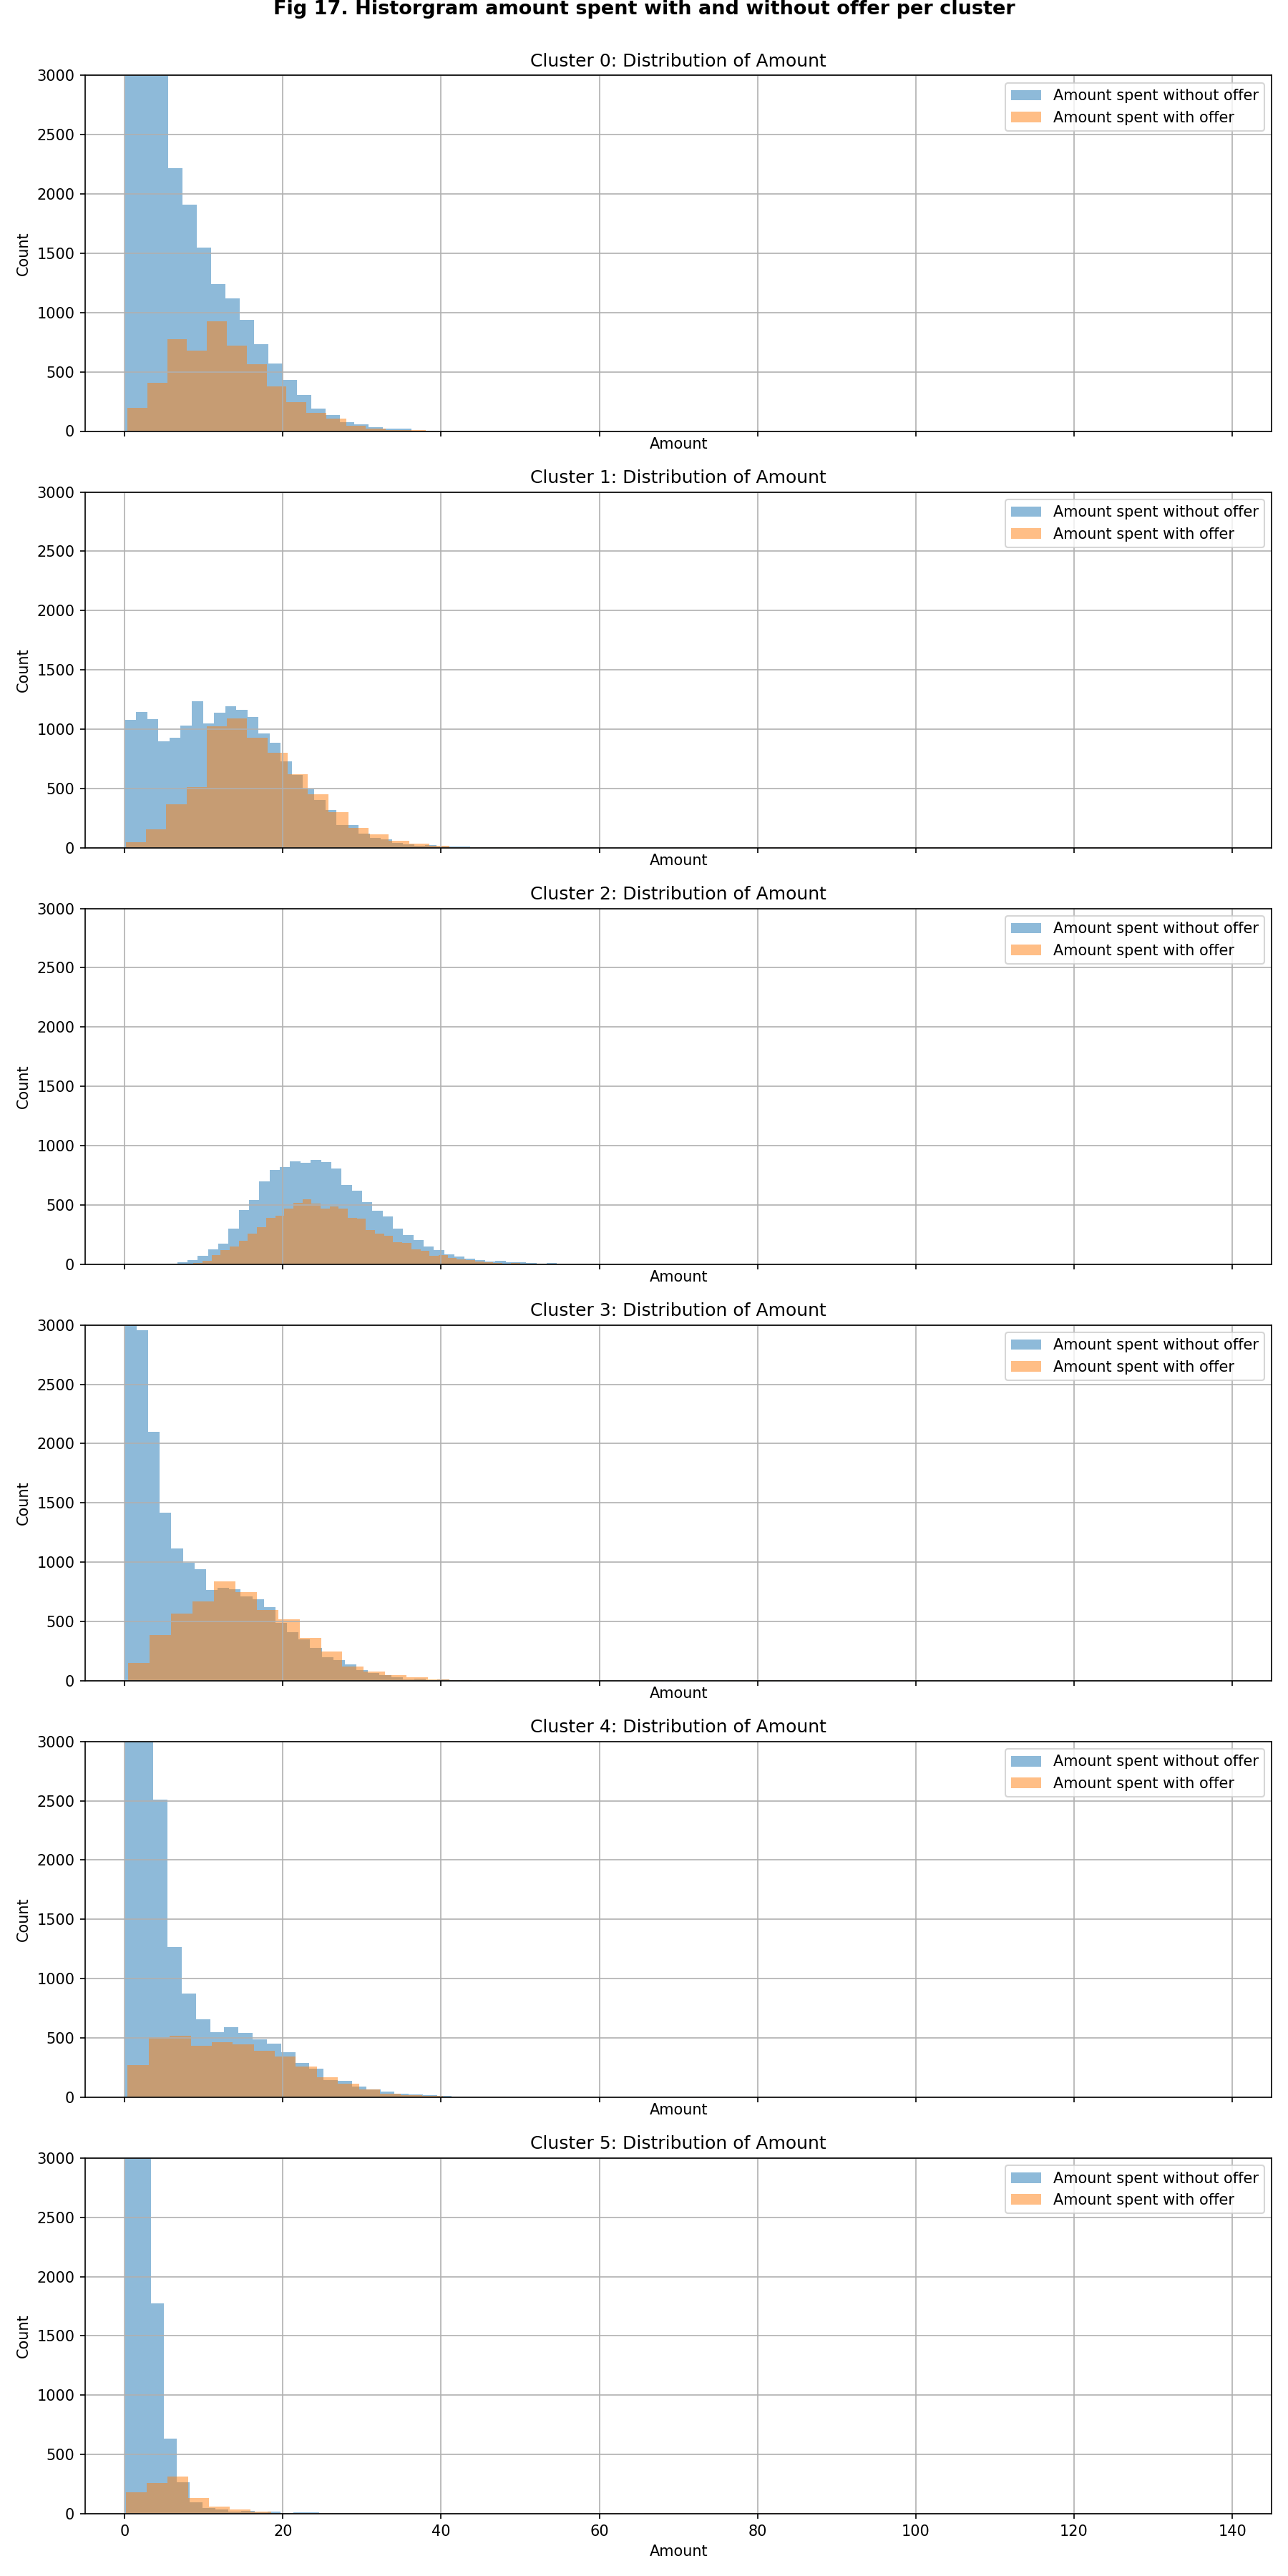 Fig 17. Historgram amount spent with and without offer per cluster
Cluster 0: Distribution of Amount
3000
2500
2000
1500
1000
500
0
Count
Amount spent without offer
Amount spent with offer
Amount
Cluster 1: Distribution of Amount
3000
2500
2000
1500
1000
500
0
Count
Amount spent without offer
Amount spent with offer
Amount
Cluster 2: Distribution of Amount
3000
2500
2000
1500
1000
500
0
Count
Amount spent without offer
Amount spent with offer
Amount
Cluster 3: Distribution of Amount
3000
2500
2000
1500
1000
500
0
Count
Amount spent without offer
Amount spent with offer
Amount
Cluster 4: Distribution of Amount
3000
2500
2000
1500
1000
500
0
Count
Amount spent without offer
Amount spent with offer
Amount
Cluster 5: Distribution of Amount
3000
2500
2000
1500
1000
500
0
Count
Amount spent without offer
Amount spent with offer
0 20 40 60 80 100 120 140
Amount